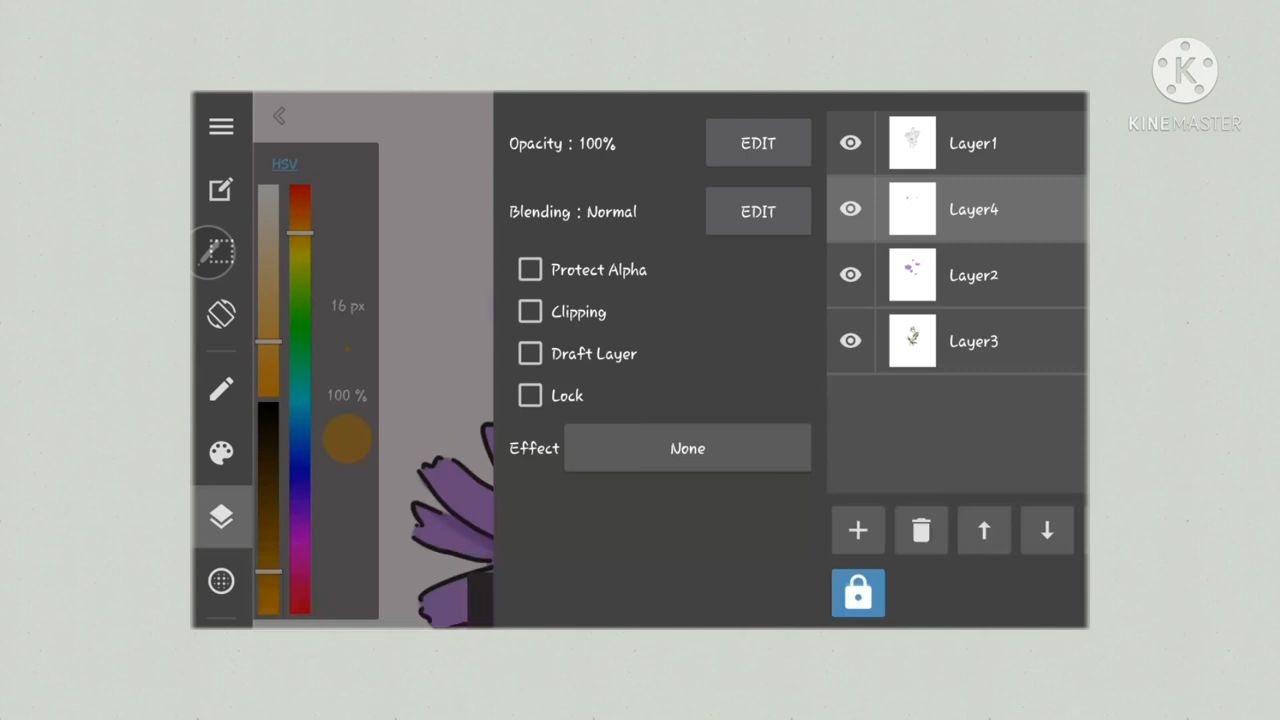 KINEMASTER
HSV
16 px
100 %
Opacity : 100%
EDIT
Blending : Normal
EDIT
Protect Alpha
Clipping
Draft Layer
Lock
Effect
None
Layer1
Layer4
Layer2
Layer3